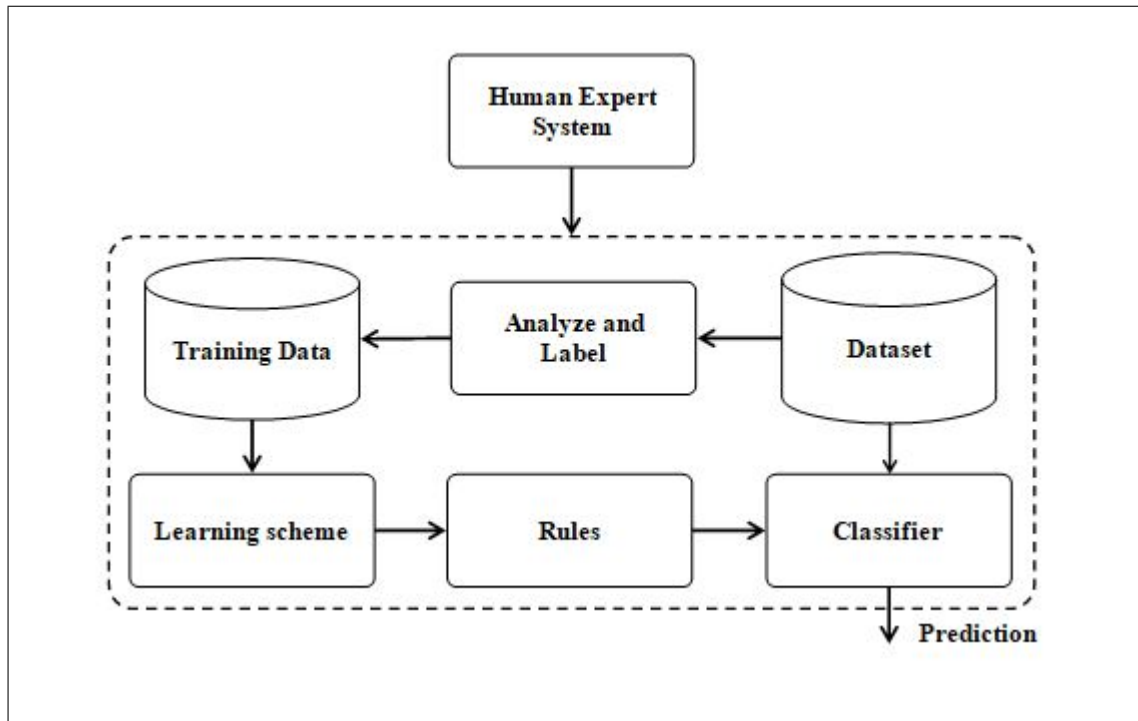 Human Expert
System
Training Data
Analyze and
Label
Dataset
Learning scheme
Rules
Classifier
Prediction